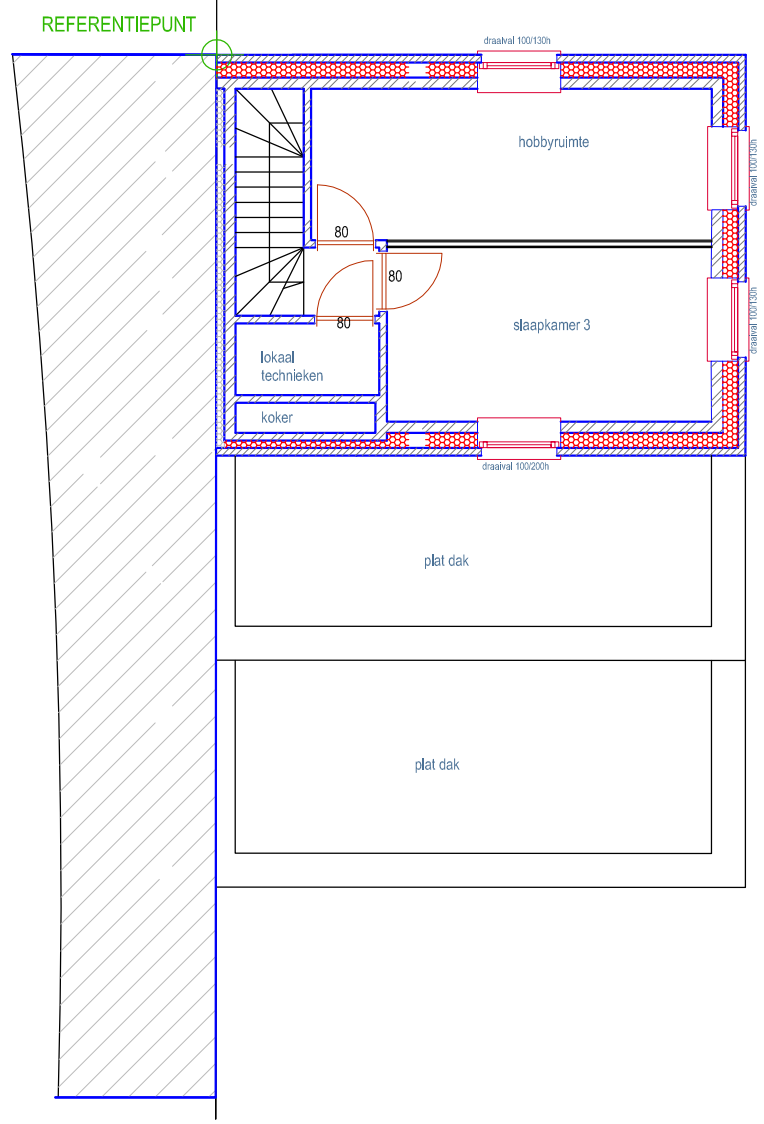 REFERENTIEPUNT
draaival 100/130h
hobbyruimte
draaival 100/130h
80
80
slaapkamer 3
draaival 100/130h
80
lokaal
technieken
koker
draaival 100/200h
plat dak
plat dak